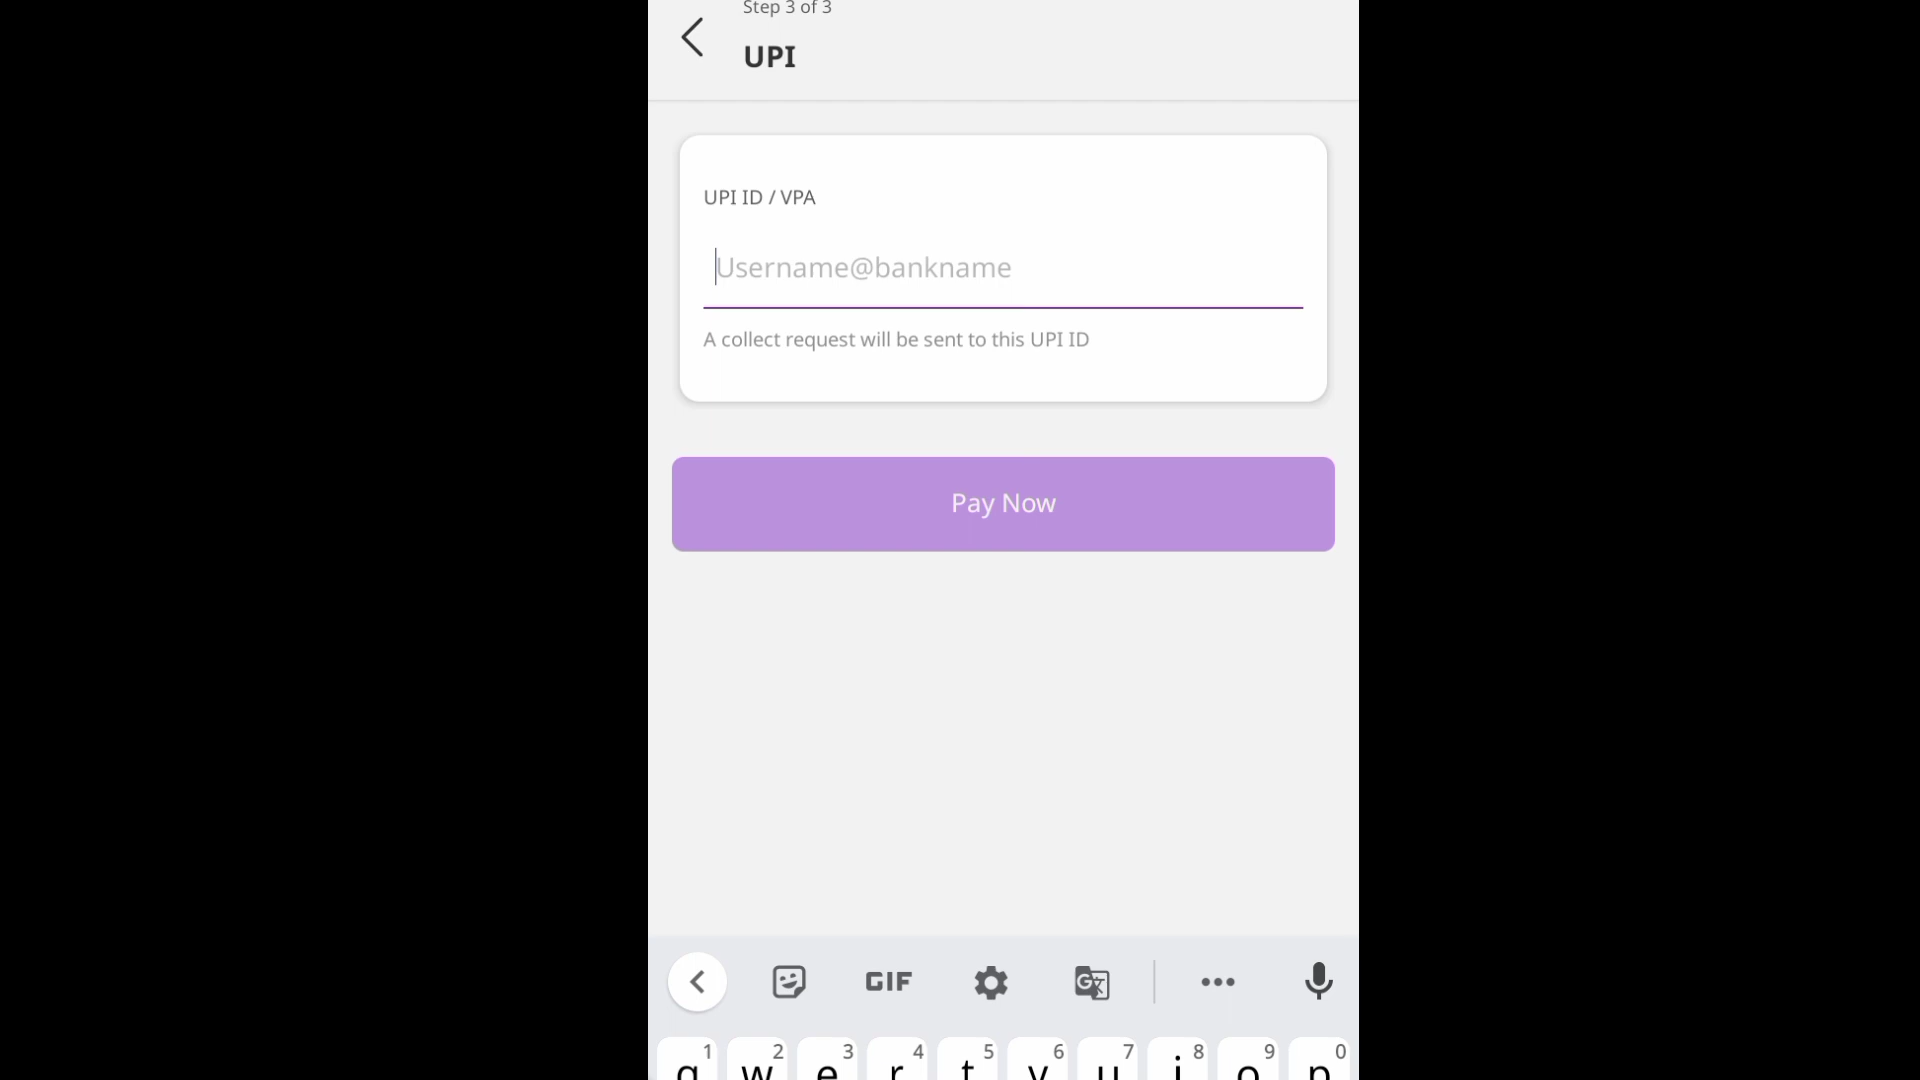 Step 3 of 3
UPI
UPI ID / VPA
Username@bankname
A collect request will be sent to this UPI ID
Pay Now
GIF
1 2 3 4 5 6 7 8 9 0
q w e r t y u i o p